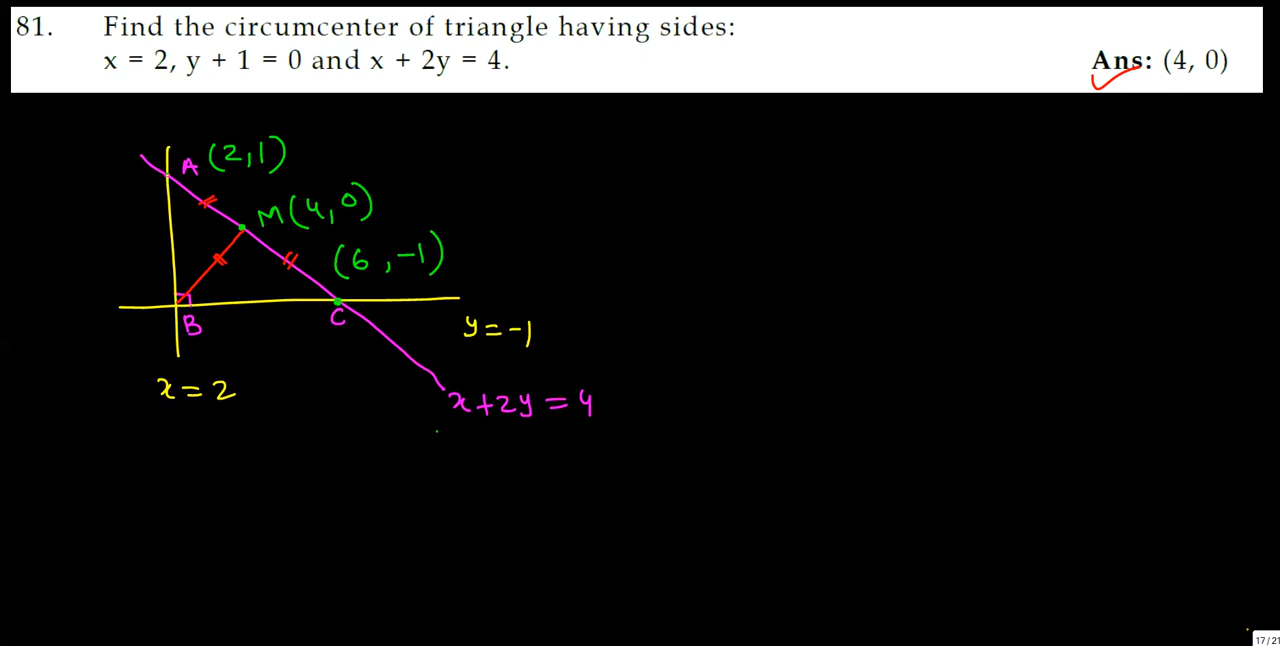 81. Find the circumcenter of triangle having sides:
x = 2, y + 1 = 0 and x + 2y = 4. Ans: (4, 0)
A (2,1)
M(4,0)
(6,-1)
B
C
y = -1
x = 2
x+2y = 4
17/21